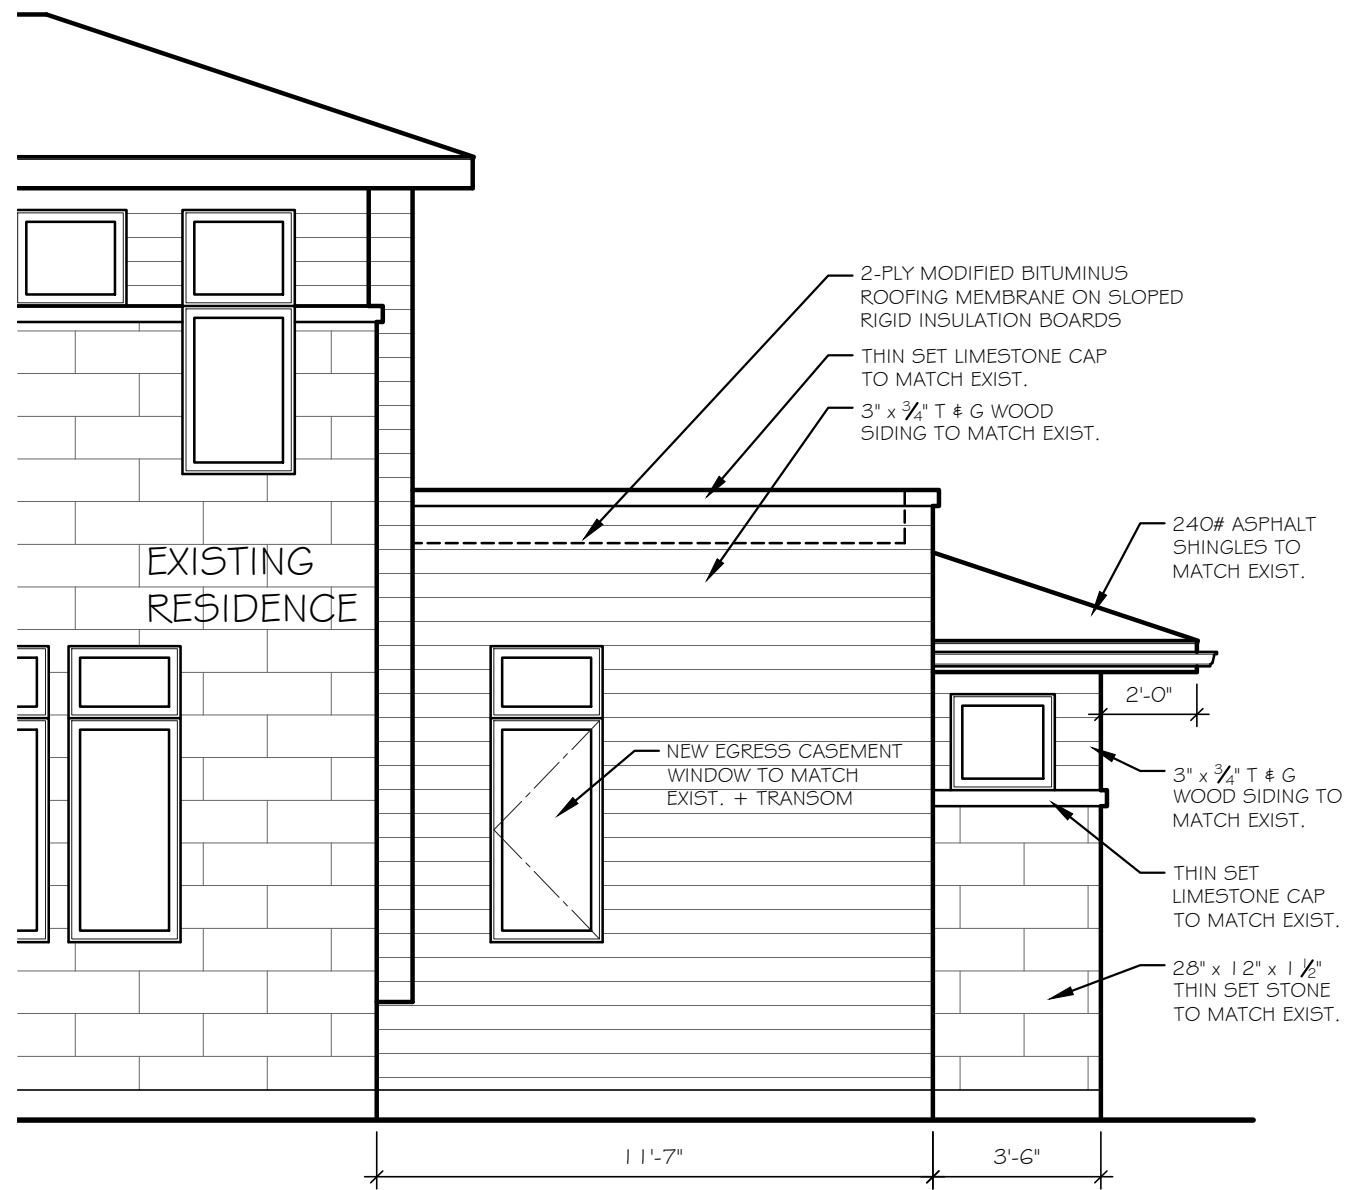 2-PLY MODIFIED BITUMINUS
ROOFING MEMBRANE ON SLOPED
RIGID INSULATION BOARDS
THIN SET LIMESTONE CAP
TO MATCH EXIST.
3" x 3/4" T & G WOOD
SIDING TO MATCH EXIST.
240# ASPHALT
SHINGLES TO
MATCH EXIST.
EXISTING
RESIDENCE
2'-0"
NEW EGRESS CASEMENT
WINDOW TO MATCH
EXIST. + TRANSOM
3" x 3/4" T & G
WOOD SIDING TO
MATCH EXIST.
THIN SET
LIMESTONE CAP
TO MATCH EXIST.
28" x 12" x 1 1/2"
THIN SET STONE
TO MATCH EXIST.
11'-7"
3'-6"